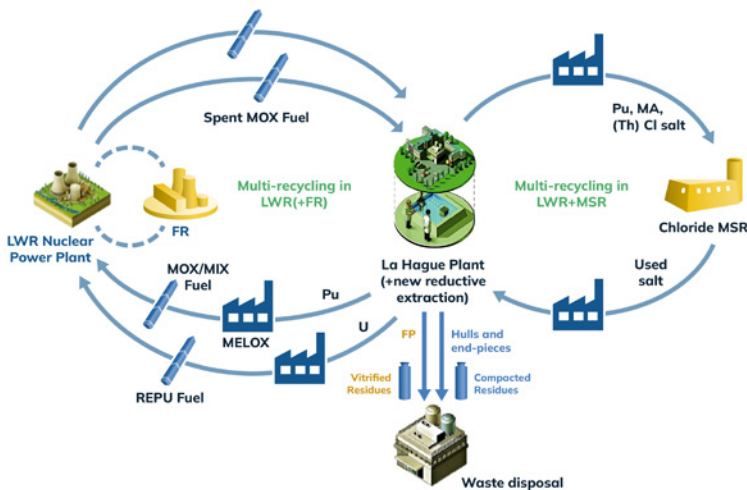 Spent MOX Fuel
Pu, MA,
(Th) Cl salt
Multi-recycling in
LWR(+FR)
Multi-recycling in
LWR+MSR
FR
LWR Nuclear
Power Plant
Chloride MSR
La Hague Plant
(+new reductive
extraction)
MOX/MIX
Fuel
Pu
Used
salt
MELOX
U
FP
Hulls and
end-pieces
REPU Fuel
Vitrified
Residues
Compacted
Residues
Waste disposal